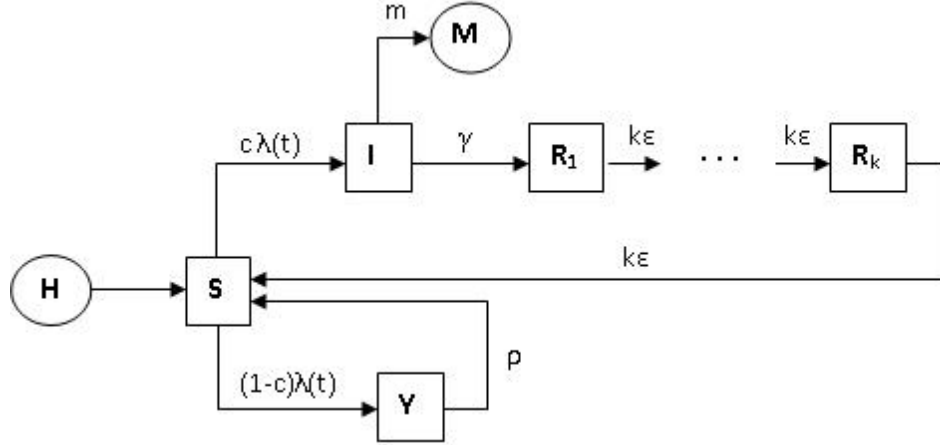 m
M
cλ(t)
I
γ
R₁
kε
. . .
kε
Rₖ
kε
H
S
(1-c)λ(t)
Y
ρ